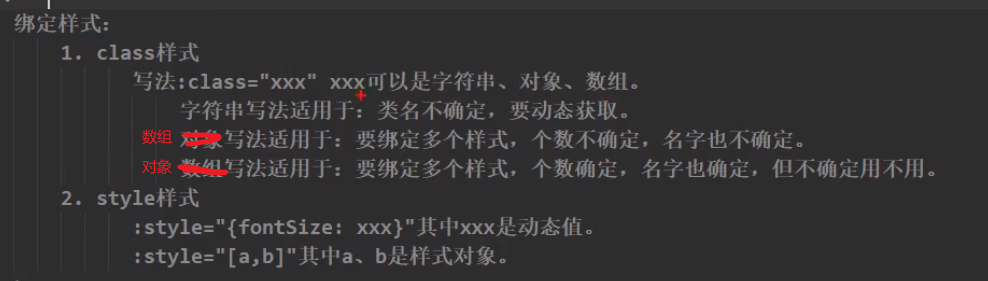 绑定样式：
1. class样式
写法:class="xxx" xxx可以是字符串、对象、数组。
字符串写法适用于：类名不确定，要动态获取。
数组 对象写法适用于：要绑定多个样式，个数不确定，名字也不确定。
对象 数组写法适用于：要绑定多个样式，个数确定，名字也确定，但不确定用不用。
2. style样式
:style="{fontSize: xxx}"其中xxx是动态值。
:style="[a,b]"其中a、b是样式对象。